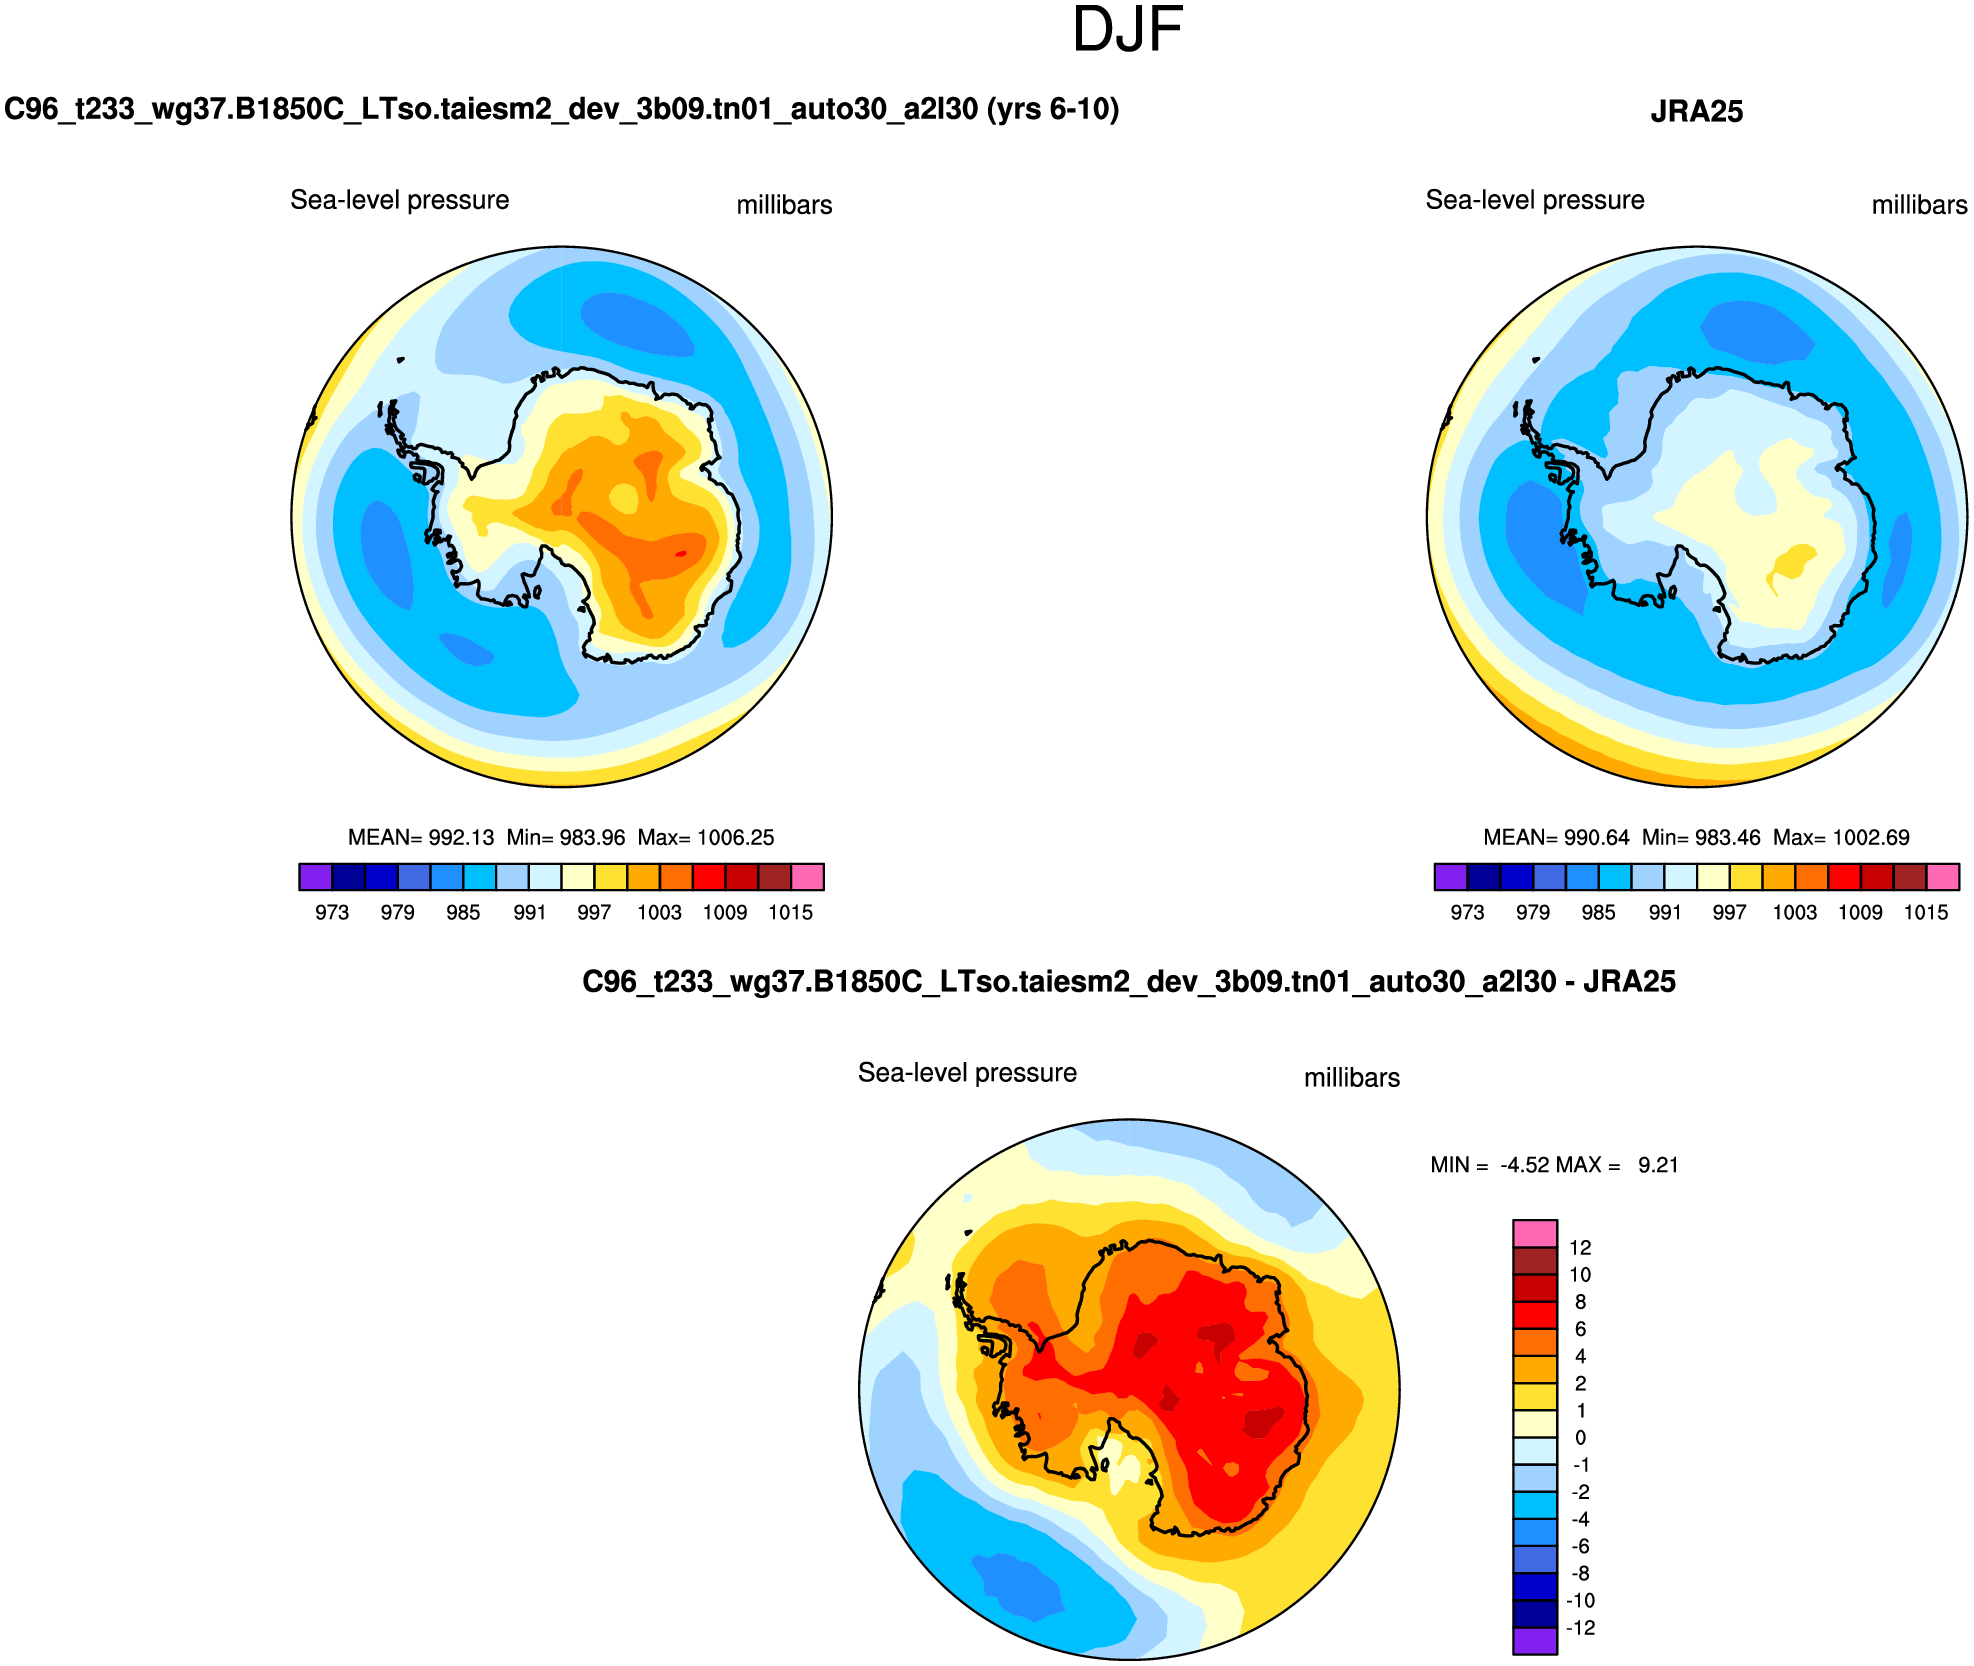 DJF
C96_t233_wg37.B1850C_LTso.taiesm2_dev_3b09.tn01_auto30_a2l30 (yrs 6-10)
JRA25
Sea-level pressure millibars
Sea-level pressure millibars
MEAN= 992.13 Min= 983.96 Max= 1006.25
973 979 985 991 997 1003 1009 1015
MEAN= 990.64 Min= 983.46 Max= 1002.69
973 979 985 991 997 1003 1009 1015
C96_t233_wg37.B1850C_LTso.taiesm2_dev_3b09.tn01_auto30_a2l30 - JRA25
Sea-level pressure millibars
MIN = -4.52 MAX = 9.21
12
10
8
6
4
2
1
0
-1
-2
-4
-6
-8
-10
-12